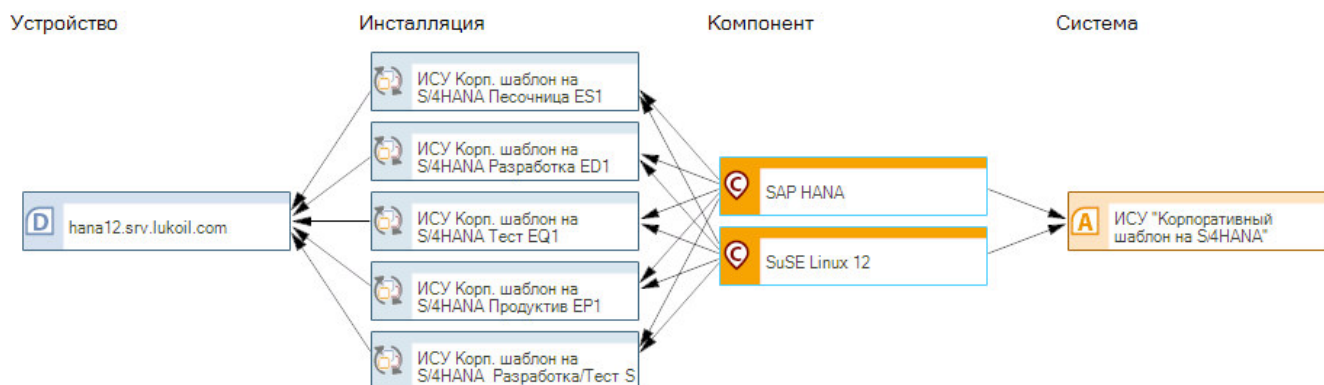 Устройство
Инсталляция
Компонент
Система
ИСУ Корп. шаблон на
S/4HANA Песочница ES1
ИСУ Корп. шаблон на
S/4HANA Разработка ED1
ИСУ Корп. шаблон на
S/4HANA Тест EQ1
ИСУ Корп. шаблон на
S/4HANA Продуктив EP1
ИСУ Корп. шаблон на
S/4HANA Разработка/Тест S
D hana12.srv.lukoil.com
C SAP HANA
C SuSE Linux 12
A ИСУ "Корпоративный
шаблон на S/4HANA"